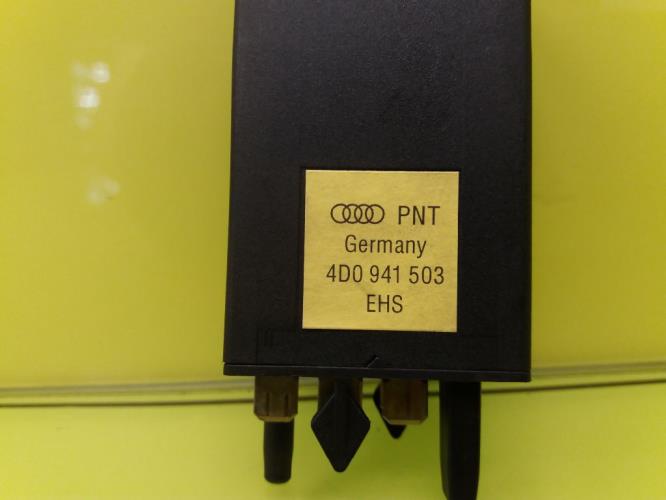 PNT
Germany
4D0 941 503
EHS